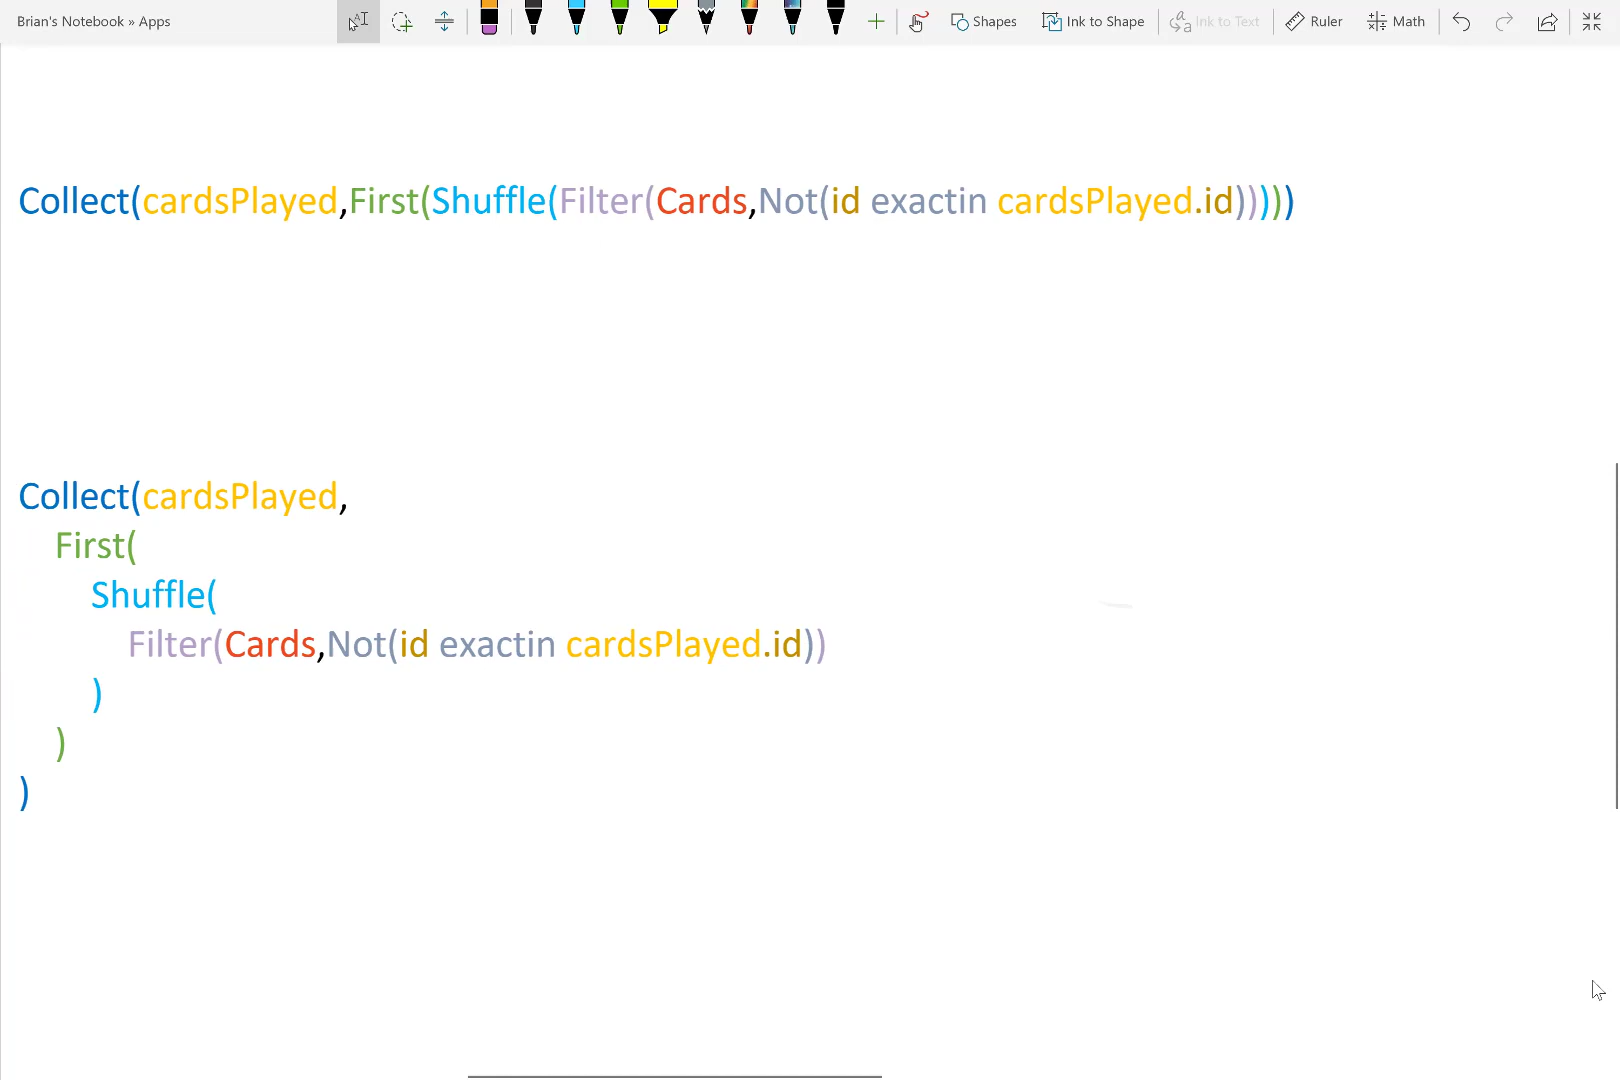 Brian's Notebook » Apps
Shapes Ink to Shape Ink to Text Ruler Math
Collect(cardsPlayed,First(Shuffle(Filter(Cards,Not(id exactin cardsPlayed.id)))))
Collect(cardsPlayed,
First(
Shuffle(
Filter(Cards,Not(id exactin cardsPlayed.id))
)
)
)